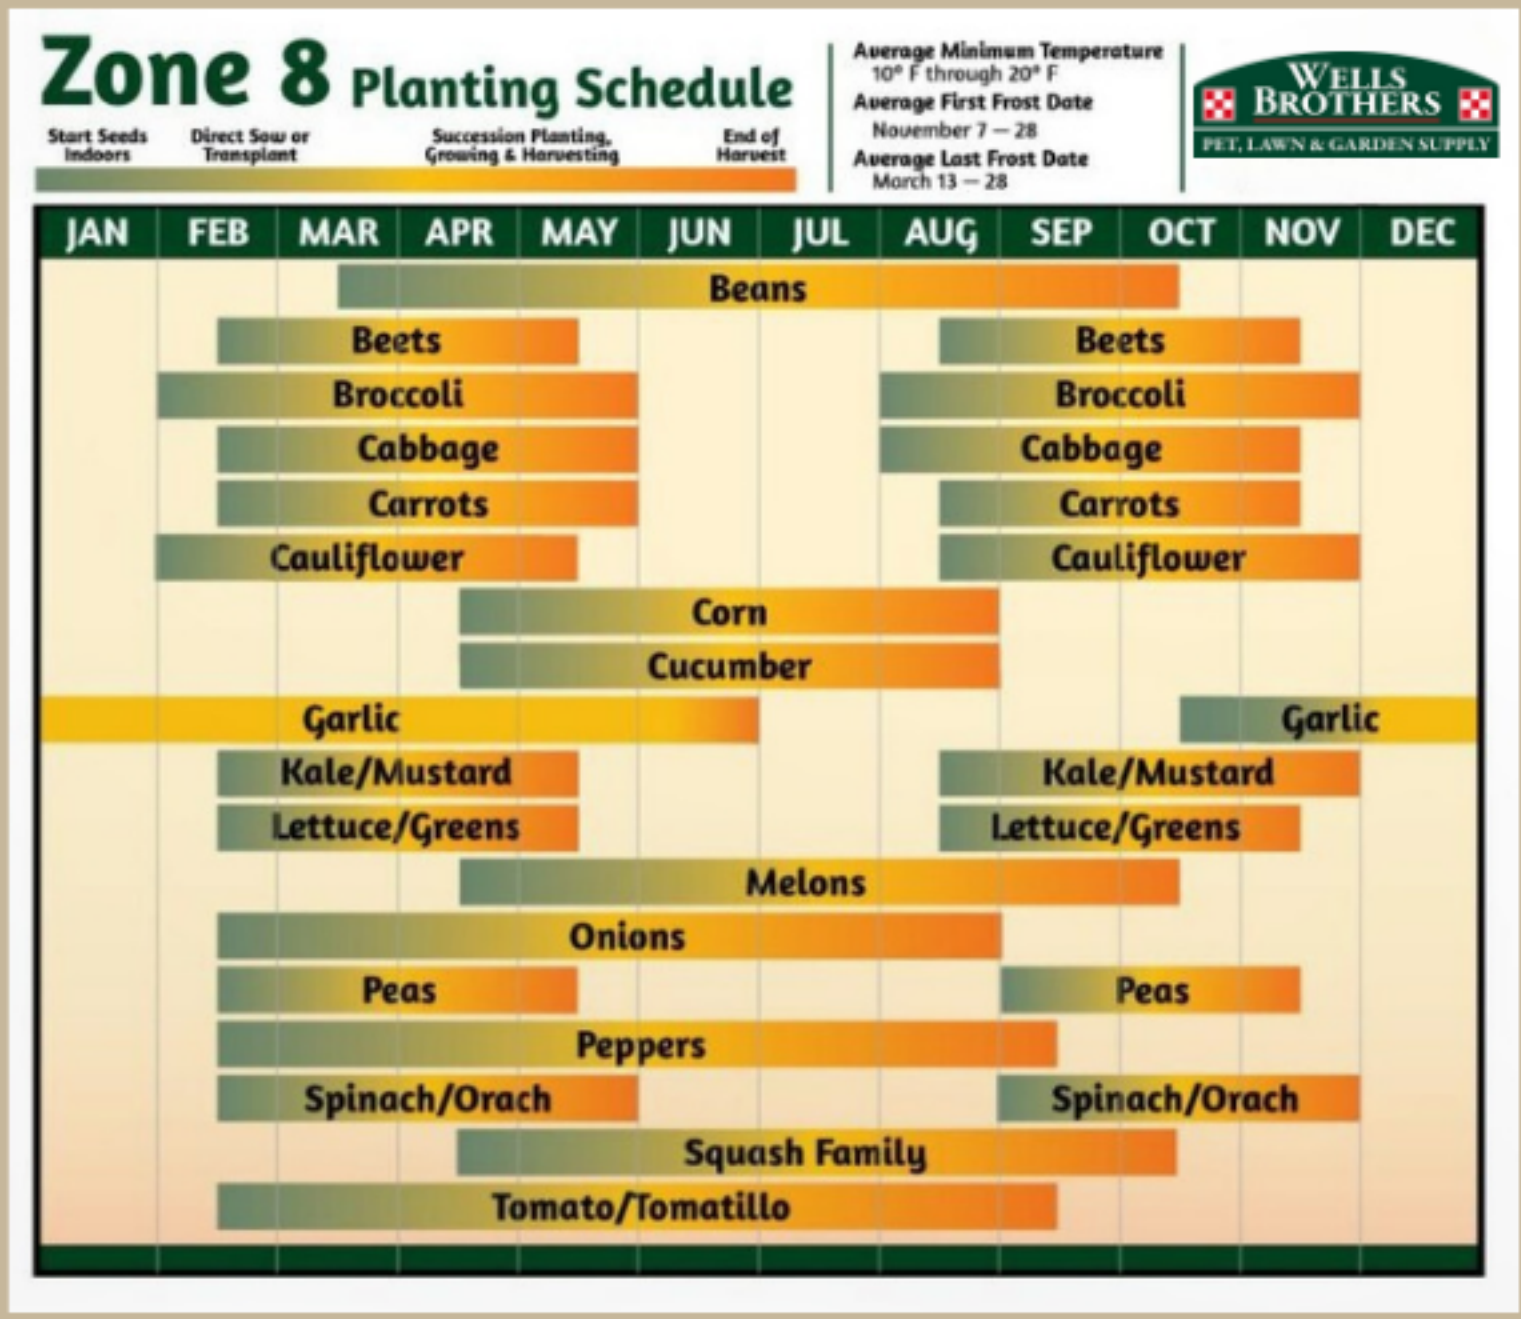 Zone 8 Planting Schedule
Start Seeds
Indoors
Direct Sow or
Transplant
Succession Planting,
Growing & Harvesting
End of
Harvest
Average Minimum Temperature
10° F through 20° F
Average First Frost Date
November 7 — 28
Average Last Frost Date
March 13 — 28
WELLS
BROTHERS
PET, LAWN & GARDEN SUPPLY
JAN FEB MAR APR MAY JUN JUL AUG SEP OCT NOV DEC
Beans
Beets Beets
Broccoli Broccoli
Cabbage Cabbage
Carrots Carrots
Cauliflower Cauliflower
Corn
Cucumber
Garlic Garlic
Kale/Mustard Kale/Mustard
Lettuce/Greens Lettuce/Greens
Melons
Onions
Peas Peas
Peppers
Spinach/Orach Spinach/Orach
Squash Family
Tomato/Tomatillo